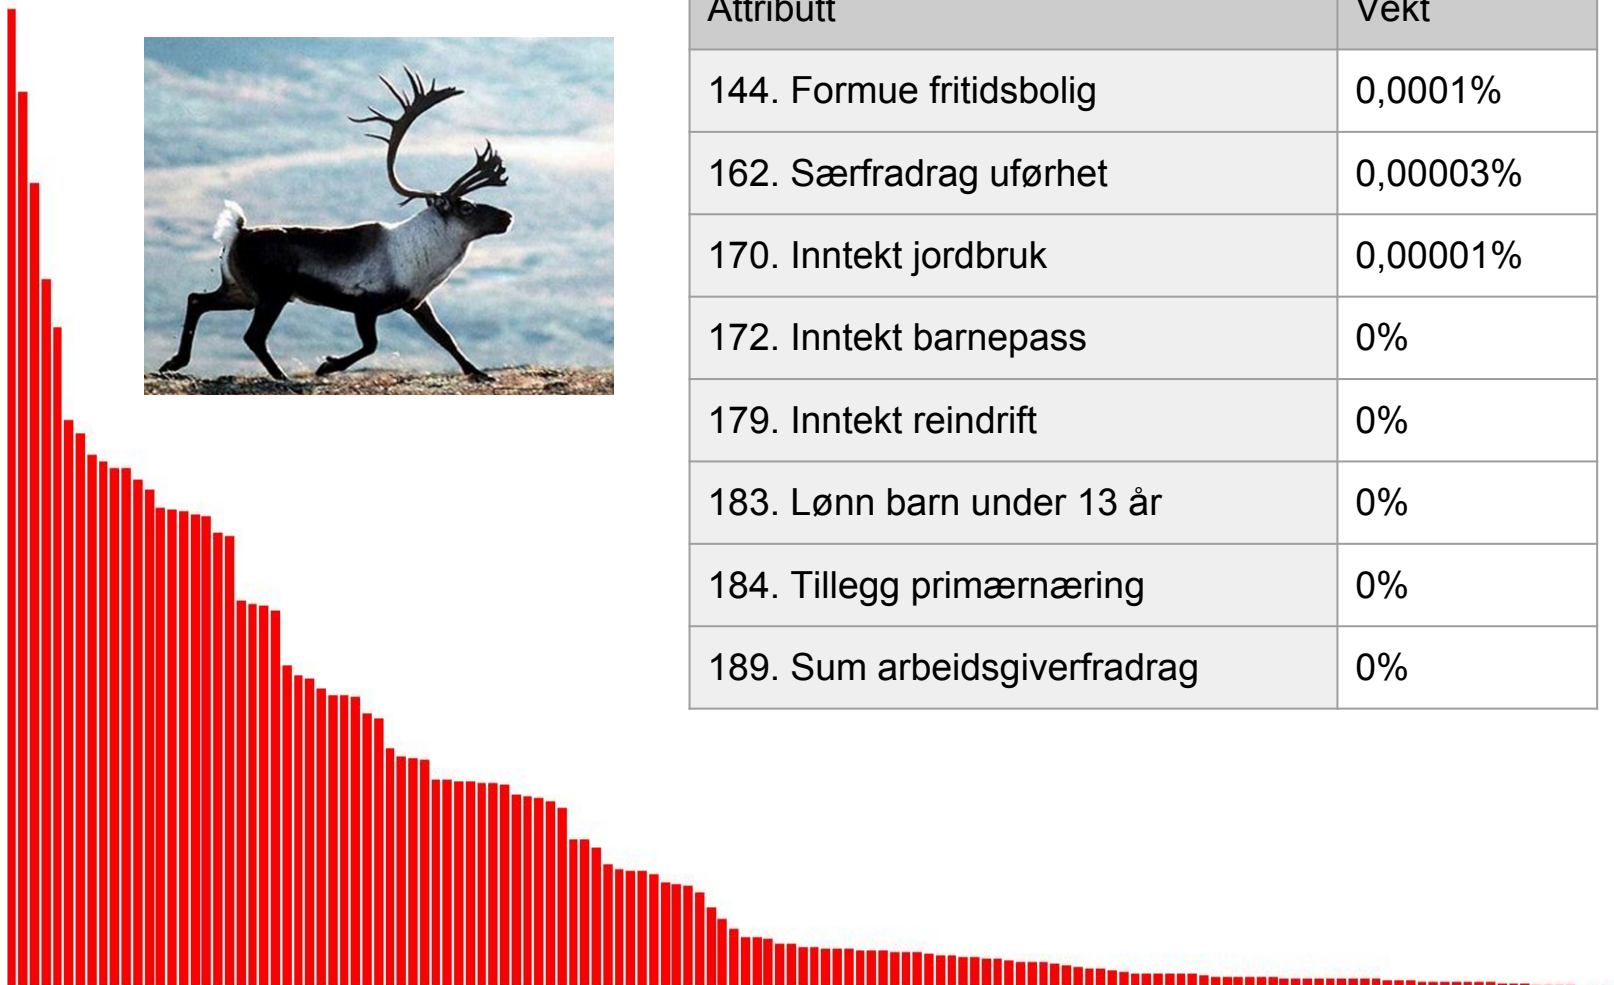 Attributt Vekt
144. Formue fritidsbolig 0,0001%
162. Særfradrag uførhet 0,00003%
170. Inntekt jordbruk 0,00001%
172. Inntekt barnepass 0%
179. Inntekt reindrift 0%
183. Lønn barn under 13 år 0%
184. Tillegg primærnæring 0%
189. Sum arbeidsgiverfradrag 0%